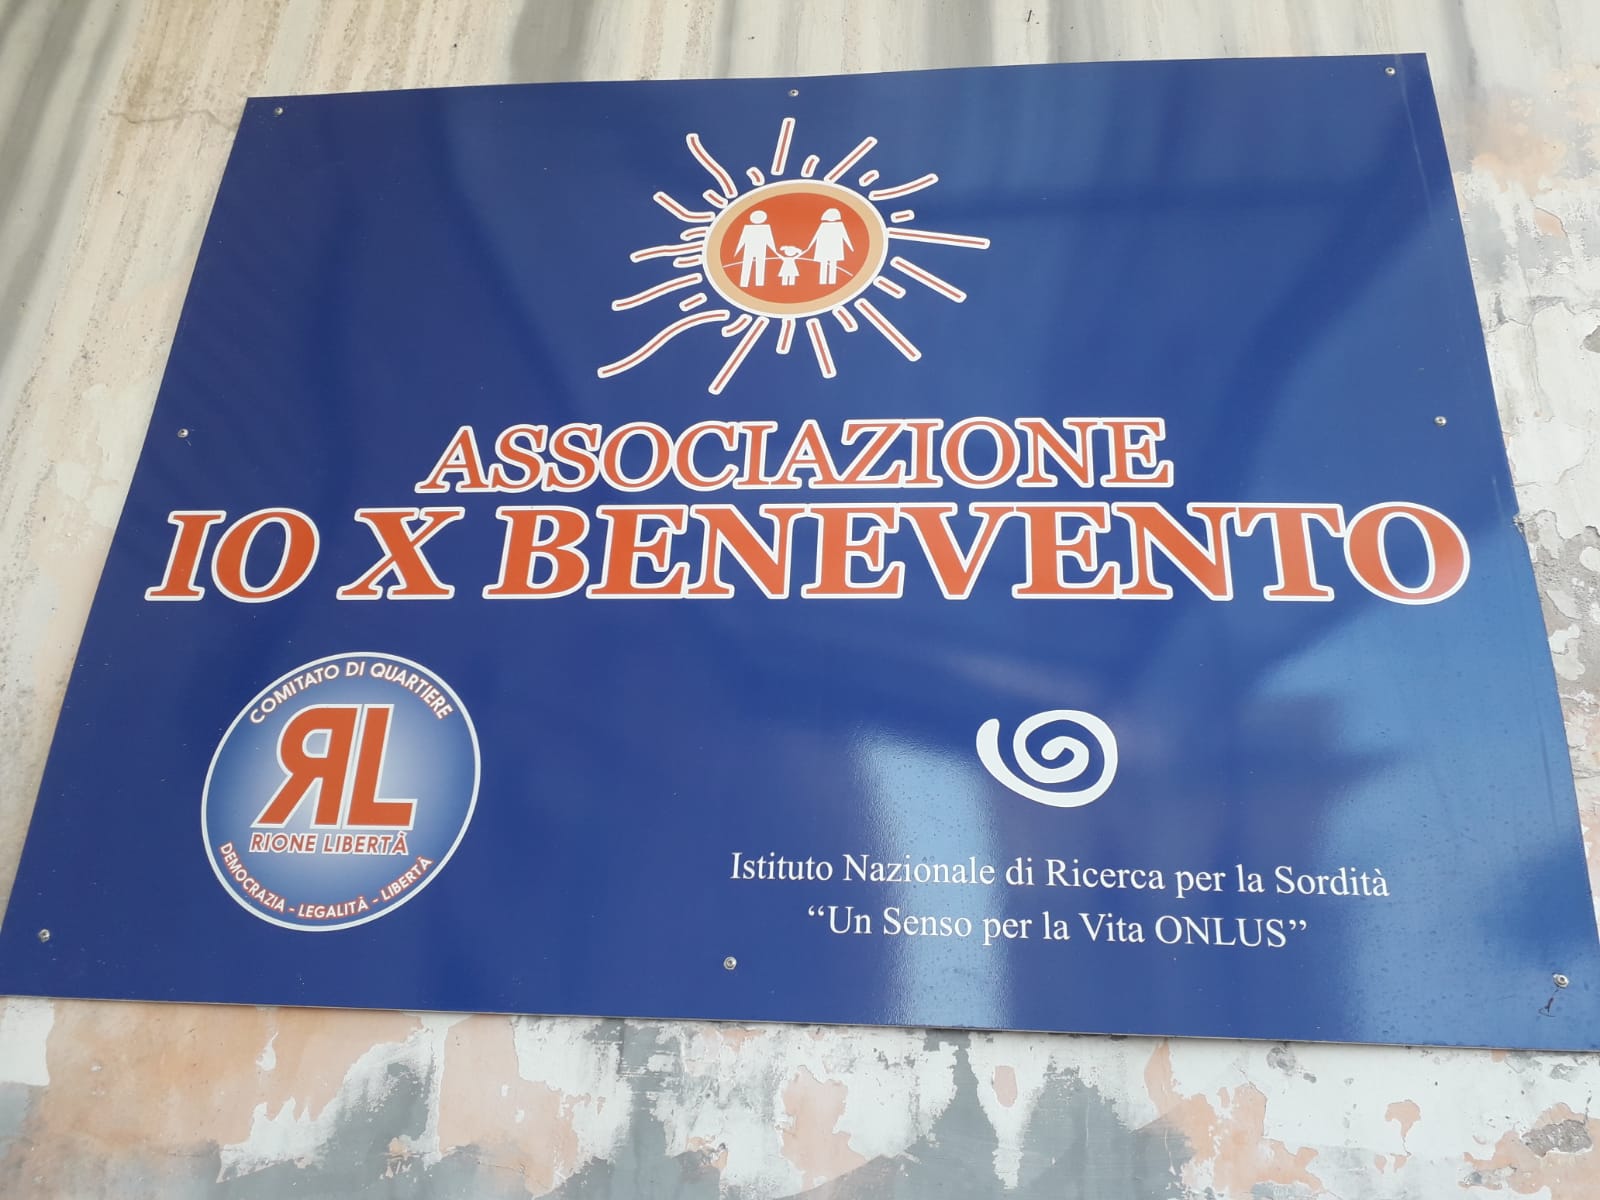 ASSOCIAZIONE
IO X BENEVENTO
COMITATO DI QUARTIERE
RL
RIONE LIBERTÀ
DEMOCRAZIA - LEGALITÀ - LIBERTÀ
Istituto Nazionale di Ricerca per la Sordità
“Un Senso per la Vita ONLUS”